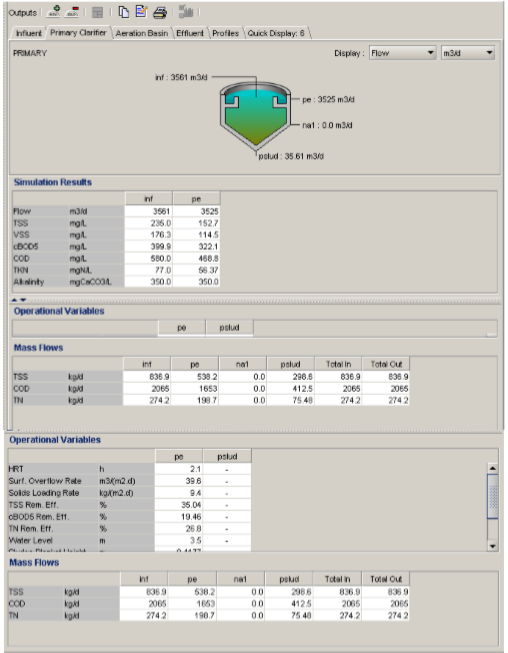 Outputs
Influent Primary Clarifier Aeration Basin Effluent Profiles Quick Display: 6
PRIMARY Display : Flow m3/d
inf : 3561 m3/d
pe : 3525 m3/d
na1 : 0.0 m3/d
pslud : 35.61 m3/d
Simulation Results
inf pe
Flow m3/d 3561 3525
TSS mg/L 235.0 152.7
VSS mg/L 176.3 114.5
cBOD5 mg/L 399.9 322.1
COD mg/L 580.0 468.8
TKN mgN/L 77.0 56.37
Alkalinity mgCaCO3/L 350.0 350.0
Operational Variables
pe pslud
Mass Flows
inf pe na1 pslud Total In Total Out
TSS kg/d 836.9 538.2 0.0 298.6 836.9 836.9
COD kg/d 2065 1653 0.0 412.5 2065 2065
TN kg/d 274.2 198.7 0.0 75.48 274.2 274.2
Operational Variables
pe pslud
HRT h 2.1 -
Surf. Overflow Rate m3/(m2.d) 39.6 -
Solids Loading Rate kg/(m2.d) 9.4 -
TSS Rem. Eff. % 35.04 -
cBOD5 Rem. Eff. % 19.46 -
TN Rem. Eff. % 26.8 -
Water Level m 3.5 -
Sludge Blanket Height m 0.4177
Mass Flows
inf pe na1 pslud Total In Total Out
TSS kg/d 836.9 538.2 0.0 298.6 836.9 836.9
COD kg/d 2065 1653 0.0 412.5 2065 2065
TN kg/d 274.2 198.7 0.0 75.48 274.2 274.2